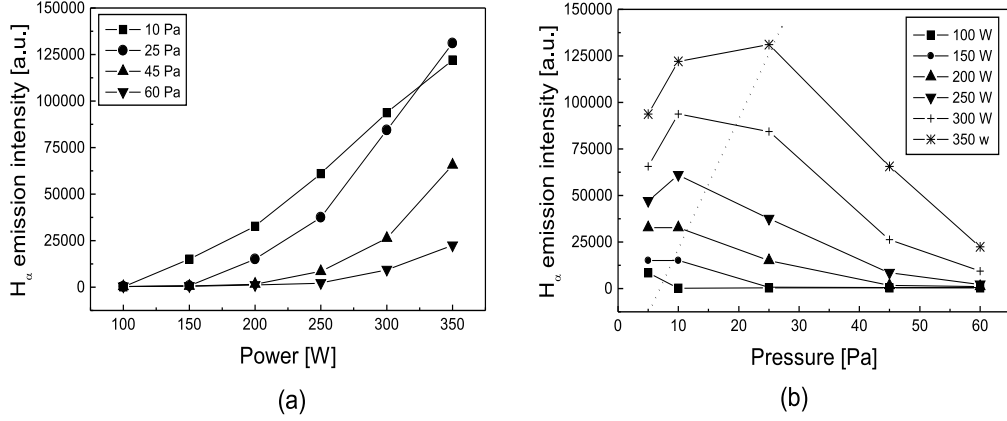 150000
125000
100000
75000
50000
25000
0
Hα emission intensity [a.u.]
10 Pa
25 Pa
45 Pa
60 Pa
100 150 200 250 300 350
Power [W]
(a)
150000
125000
100000
75000
50000
25000
0
Hα emission intensity [a.u.]
100 W
150 W
200 W
250 W
300 W
350 w
0 10 20 30 40 50 60
Pressure [Pa]
(b)